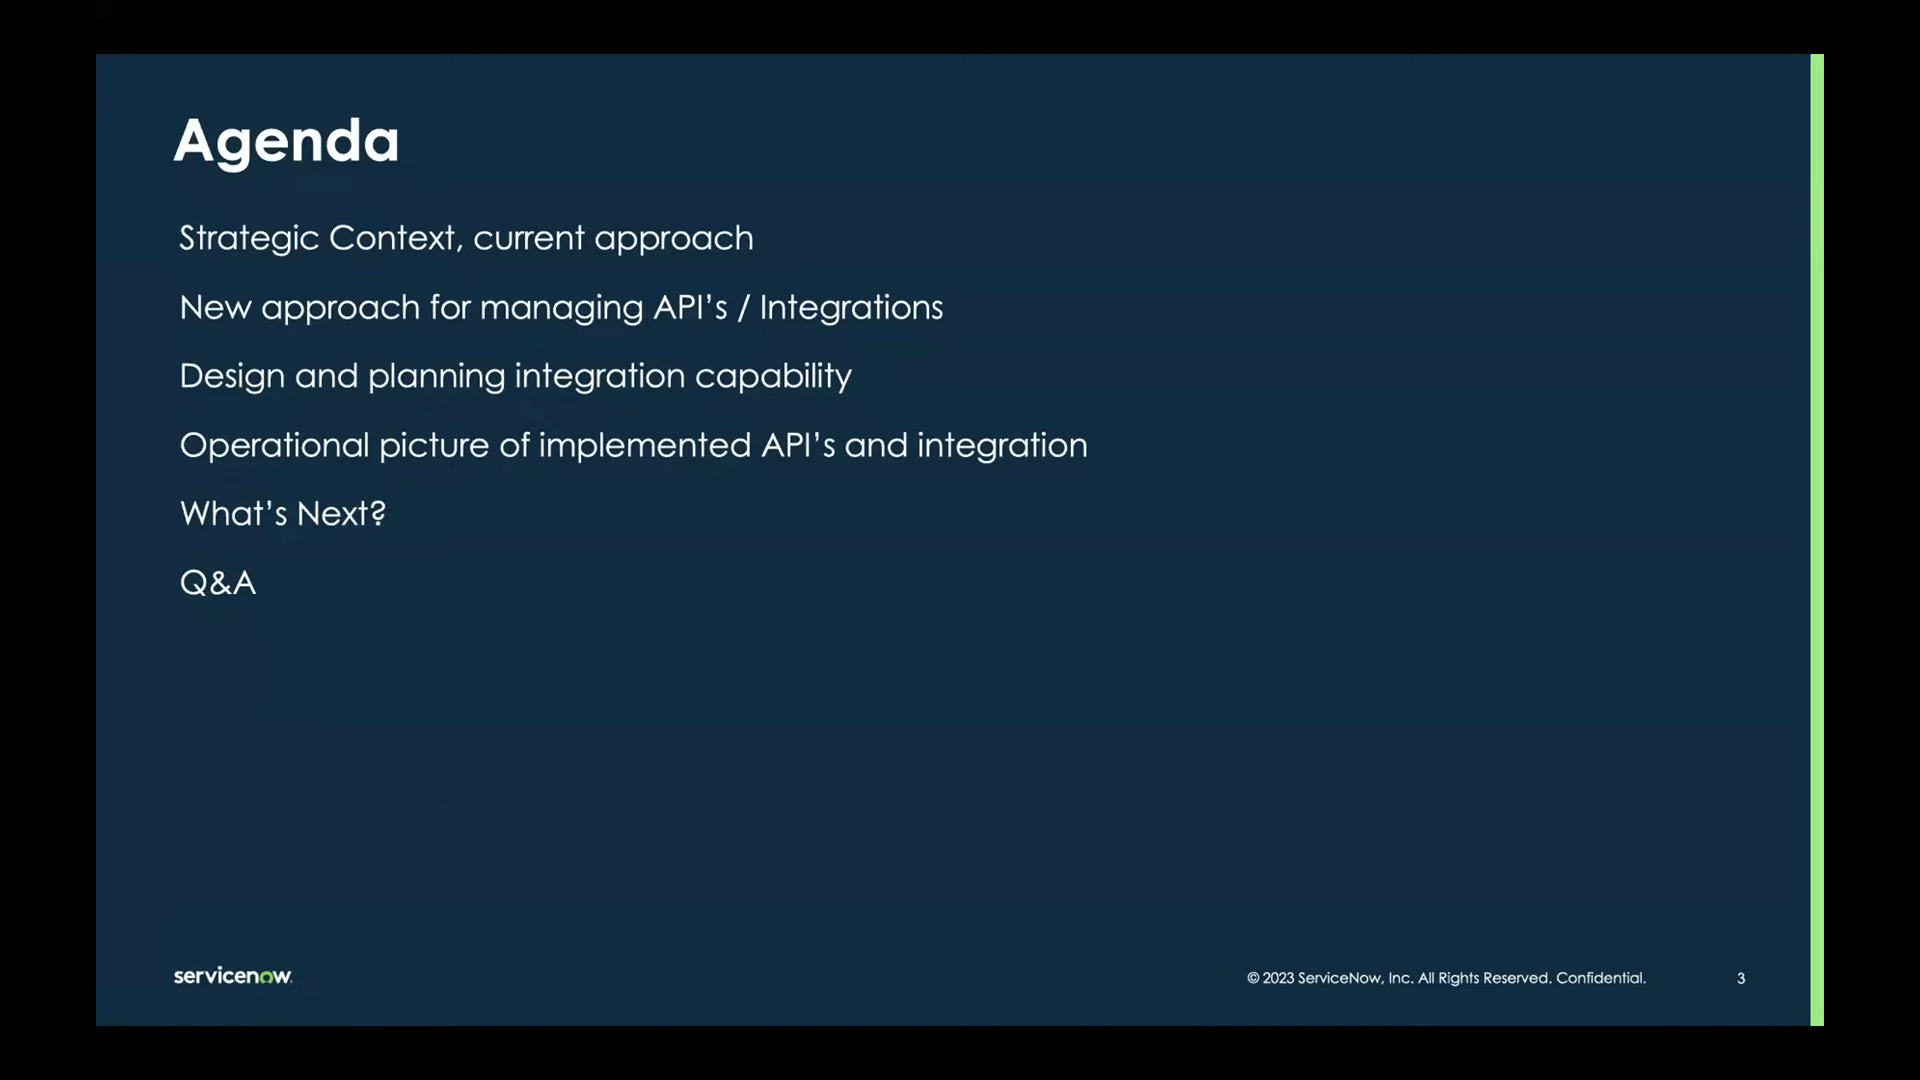 Agenda
Strategic Context, current approach
New approach for managing API’s / Integrations
Design and planning integration capability
Operational picture of implemented API’s and integration
What’s Next?
Q&A
servicenow
© 2023 ServiceNow, Inc. All Rights Reserved. Confidential.
3